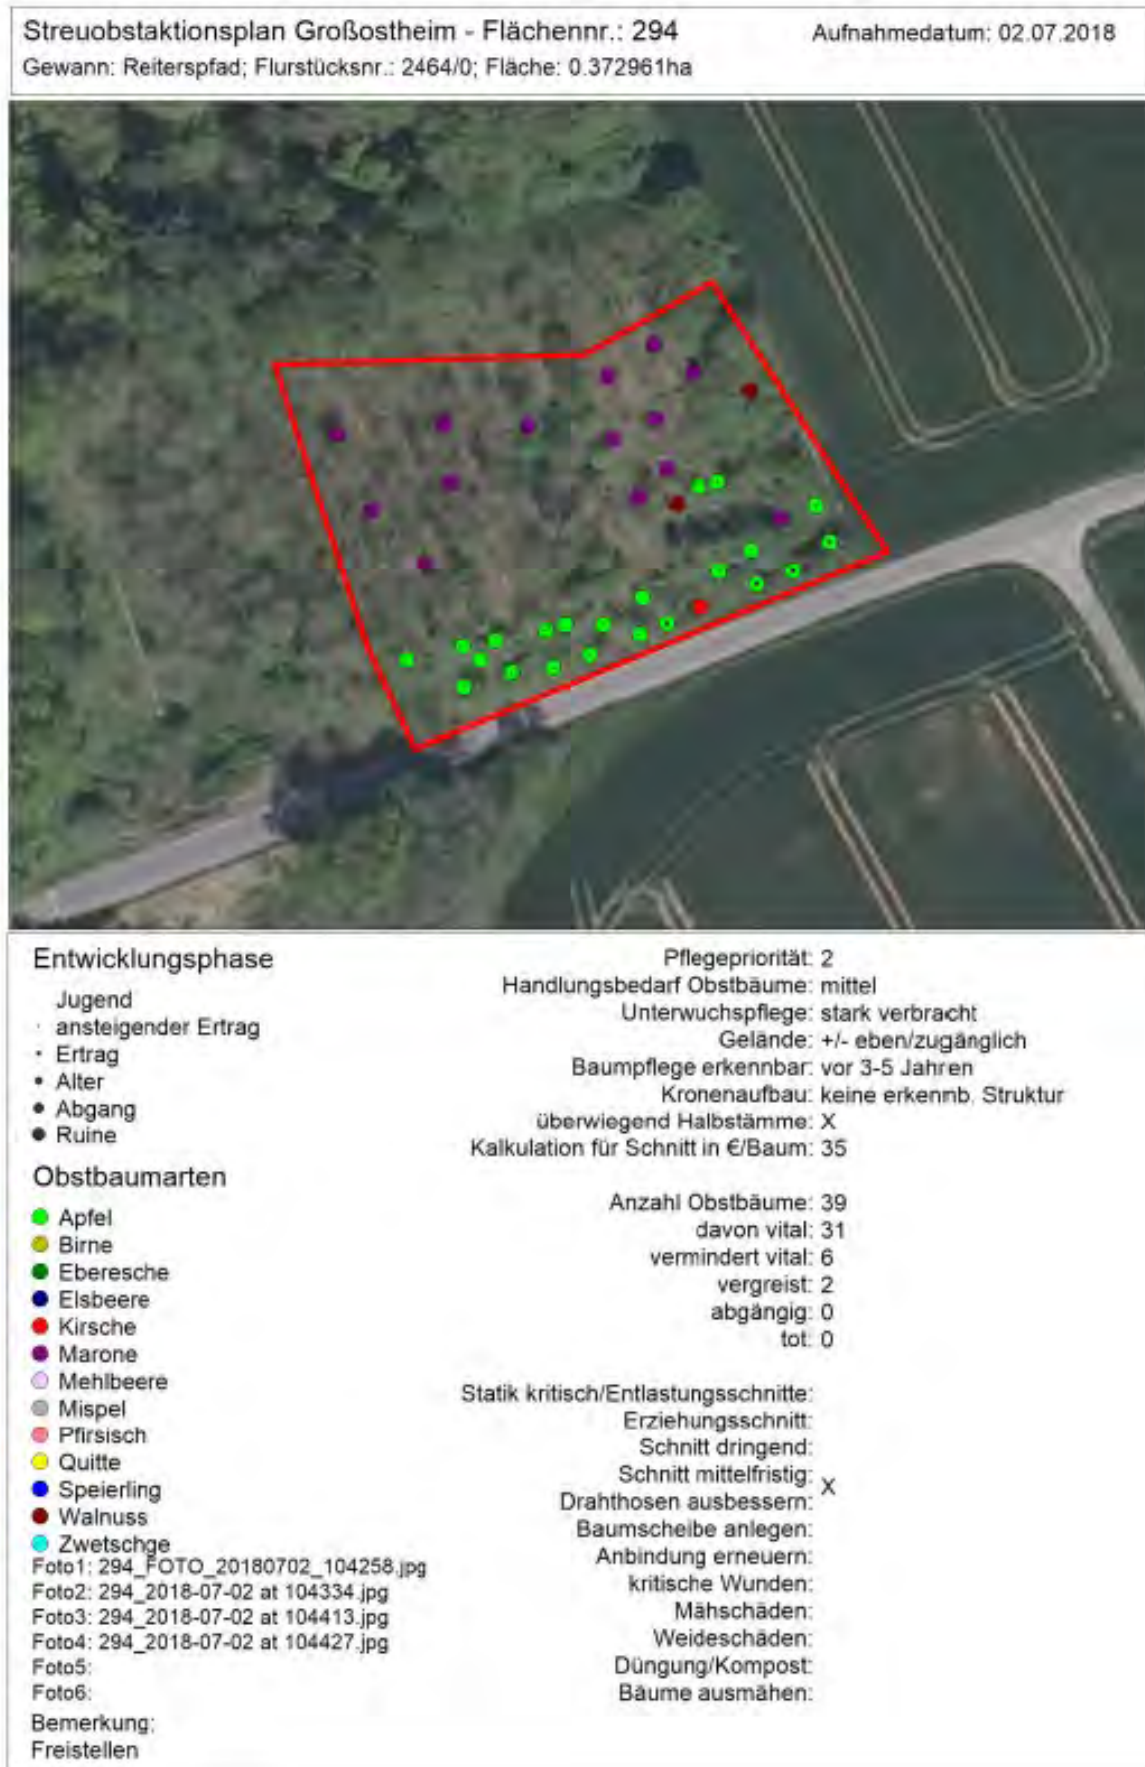 Streuobstaktionsplan Großostheim - Flächennr.: 294
Aufnahmedatum: 02.07.2018
Gewann: Reiterspfad; Flurstücksnr.: 2464/0; Fläche: 0.372961ha
Entwicklungsphase
Jugend
ansteigender Ertrag
Ertrag
Alter
Abgang
Ruine
Obstbaumarten
Apfel
Birne
Eberesche
Elsbeere
Kirsche
Marone
Mehlbeere
Mispel
Pfirsisch
Quitte
Speierling
Walnuss
Zwetschge
Foto1: 294_FOTO_20180702_104258.jpg
Foto2: 294_2018-07-02 at 104334.jpg
Foto3: 294_2018-07-02 at 104413.jpg
Foto4: 294_2018-07-02 at 104427.jpg
Foto5:
Foto6:
Bemerkung:
Freistellen
Pflegepriorität: 2
Handlungsbedarf Obstbäume: mittel
Unterwuchspflege: stark verbracht
Gelände: +/- eben/zugänglich
Baumpflege erkennbar: vor 3-5 Jahren
Kronenaufbau: keine erkennb. Struktur
überwiegend Halbstämme: X
Kalkulation für Schnitt in €/Baum: 35
Anzahl Obstbäume: 39
davon vital: 31
vermindert vital: 6
vergreist: 2
abgängig: 0
tot: 0
Statik kritisch/Entlastungsschnitte:
Erziehungsschnitt:
Schnitt dringend:
Schnitt mittelfristig: X
Drahthosen ausbessern:
Baumscheibe anlegen:
Anbindung erneuern:
kritische Wunden:
Mähschäden:
Weideschäden:
Düngung/Kompost:
Bäume ausmähen: